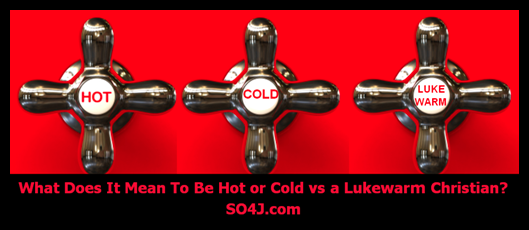 HOT
COLD
LUKE
WARM
What Does It Mean To Be Hot or Cold vs a Lukewarm Christian?
SO4J.com